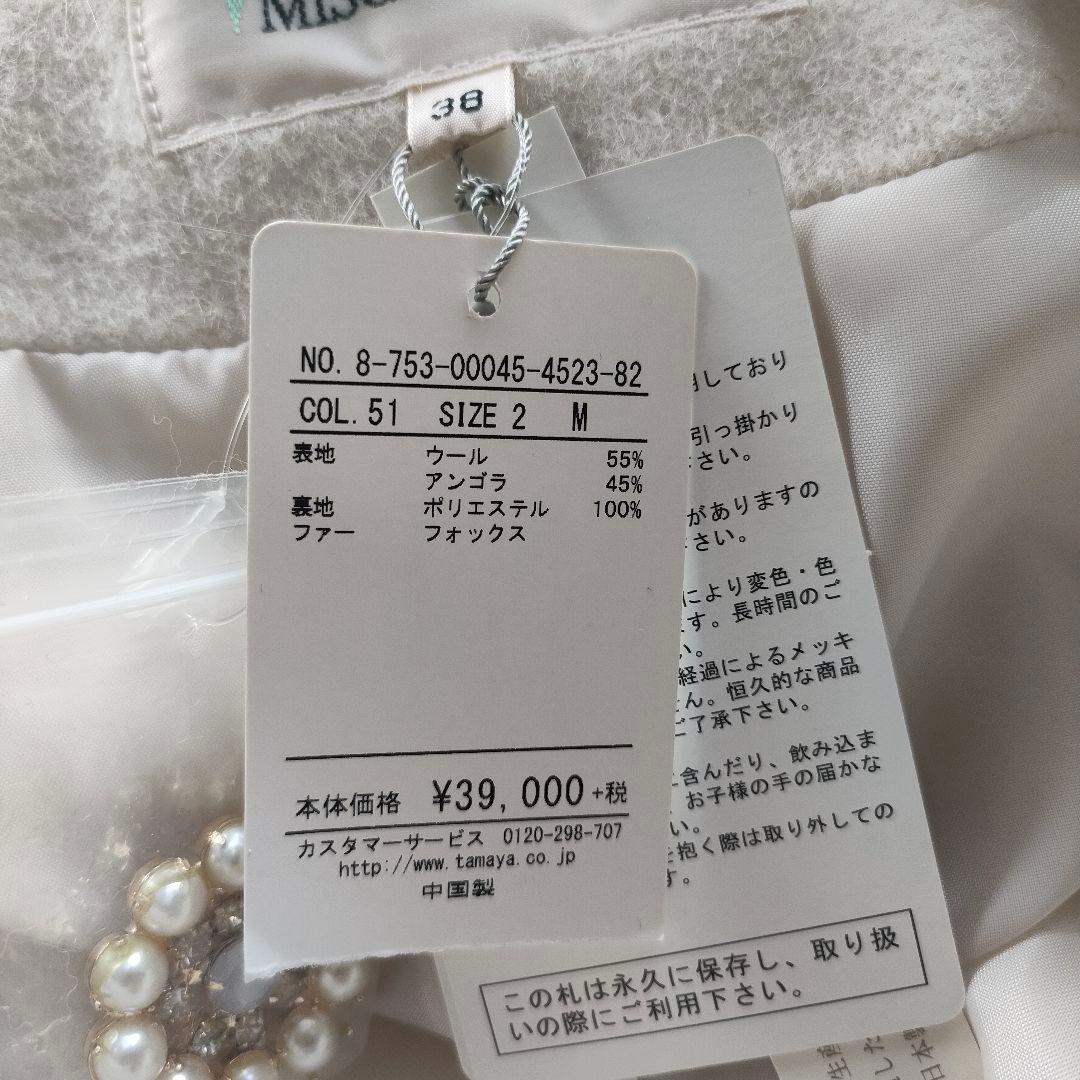 38
NO. 8-753-00045-4523-82
COL. 51 SIZE 2 M
表地 ウール 55%
アンゴラ 45%
裏地 ポリエステル 100%
ファー フォックス
本体価格 ¥39,000 +税
カスタマーサービス 0120-298-707
http://www.tamaya.co.jp
中国製
しており
引っ掛かり
さい。
がありますの
さい。
により変色・色
す。長時間のご
い。
経過によるメッキ
ん。恒久的な商品
ご了承下さい。
含んだり、飲み込ま
お子様の手の届かな
い。
抱く際は取り外しての
す。
この札は永久に保存し、取り扱
いの際にご利用下さい。